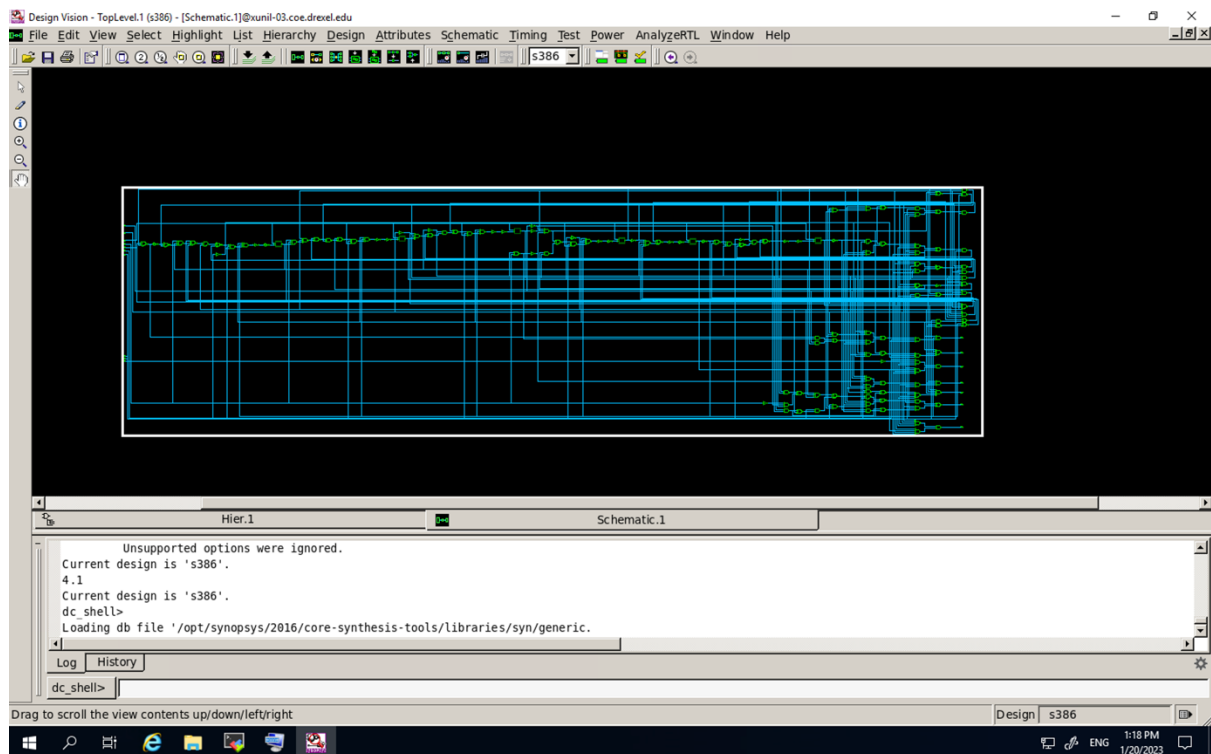 Design Vision - TopLevel.1 (s386) - [Schematic.1]@xunil-03.coe.drexel.edu
File Edit View Select Highlight List Hierarchy Design Attributes Schematic Timing Test Power AnalyzeRTL Window Help
s386
Hier.1
Schematic.1
Unsupported options were ignored.
Current design is 's386'.
4.1
Current design is 's386'.
dc_shell>
Loading db file '/opt/synopsys/2016/core-synthesis-tools/libraries/syn/generic.
Log History
dc_shell>
Drag to scroll the view contents up/down/left/right
Design s386
ENG
1:18 PM
1/20/2023